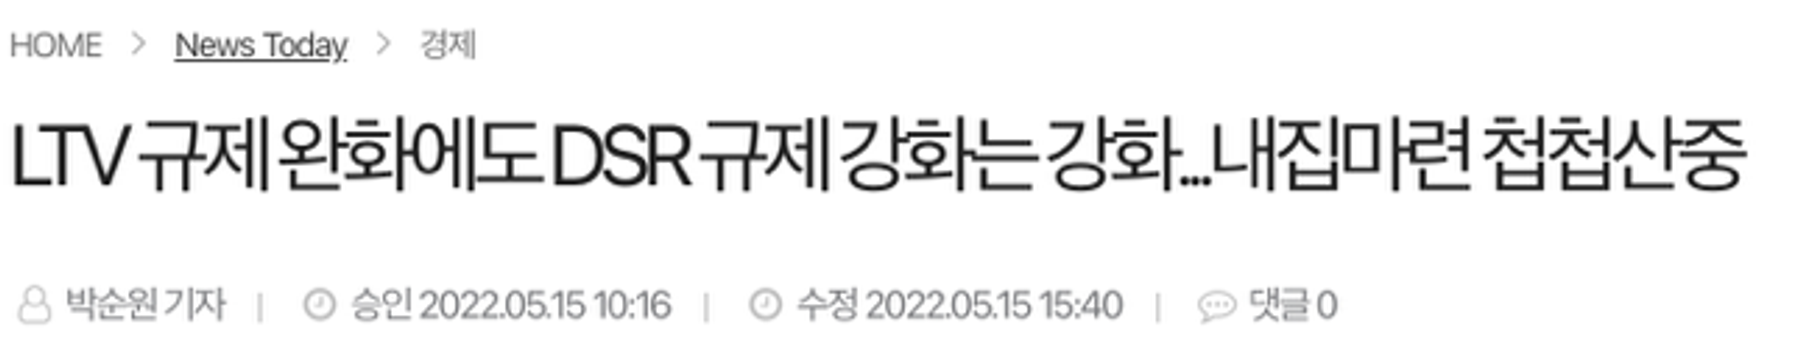 HOME > News Today > 경제
LTV 규제 완화에도 DSR 규제 강화는 강화...내집마련 첩첩산중
박순원 기자 | 승인 2022.05.15 10:16 | 수정 2022.05.15 15:40 | 댓글 0